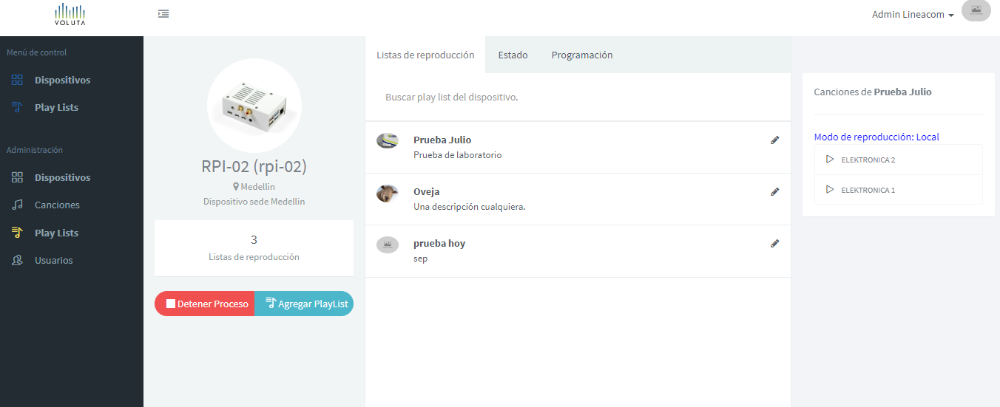 VOLUTA
Admin Lineacom
Menú de control
Dispositivos
Play Lists
Administración
Dispositivos
Canciones
Play Lists
Usuarios
RPI-02 (rpi-02)
Medellin
Dispositivo sede Medellin
3
Listas de reproducción
Detener Proceso
Agregar PlayList
Listas de reproducción Estado Programación
Buscar play list del dispositivo.
Prueba Julio
Prueba de laboratorio
Oveja
Una descripción cualquiera.
prueba hoy
sep
Canciones de Prueba Julio
Modo de reproducción: Local
ELEKTRONICA 2
ELEKTRONICA 1